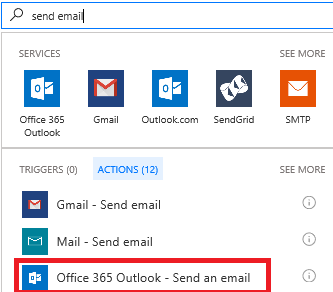 send email
SERVICES SEE MORE
Office 365 Outlook Gmail Outlook.com SendGrid SMTP
TRIGGERS (0) ACTIONS (12) SEE MORE
Gmail - Send email
Mail - Send email
Office 365 Outlook - Send an email